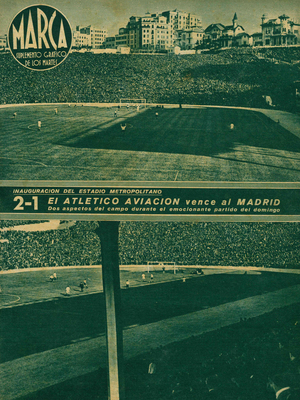 MARCA
SUPLEMENTO GRAFICO
DE LOS MARTES
INAUGURACION DEL ESTADIO METROPOLITANO
2-1 El ATLETICO AVIACION vence al MADRID
Dos aspectos del campo durante el emocionante partido del domingo